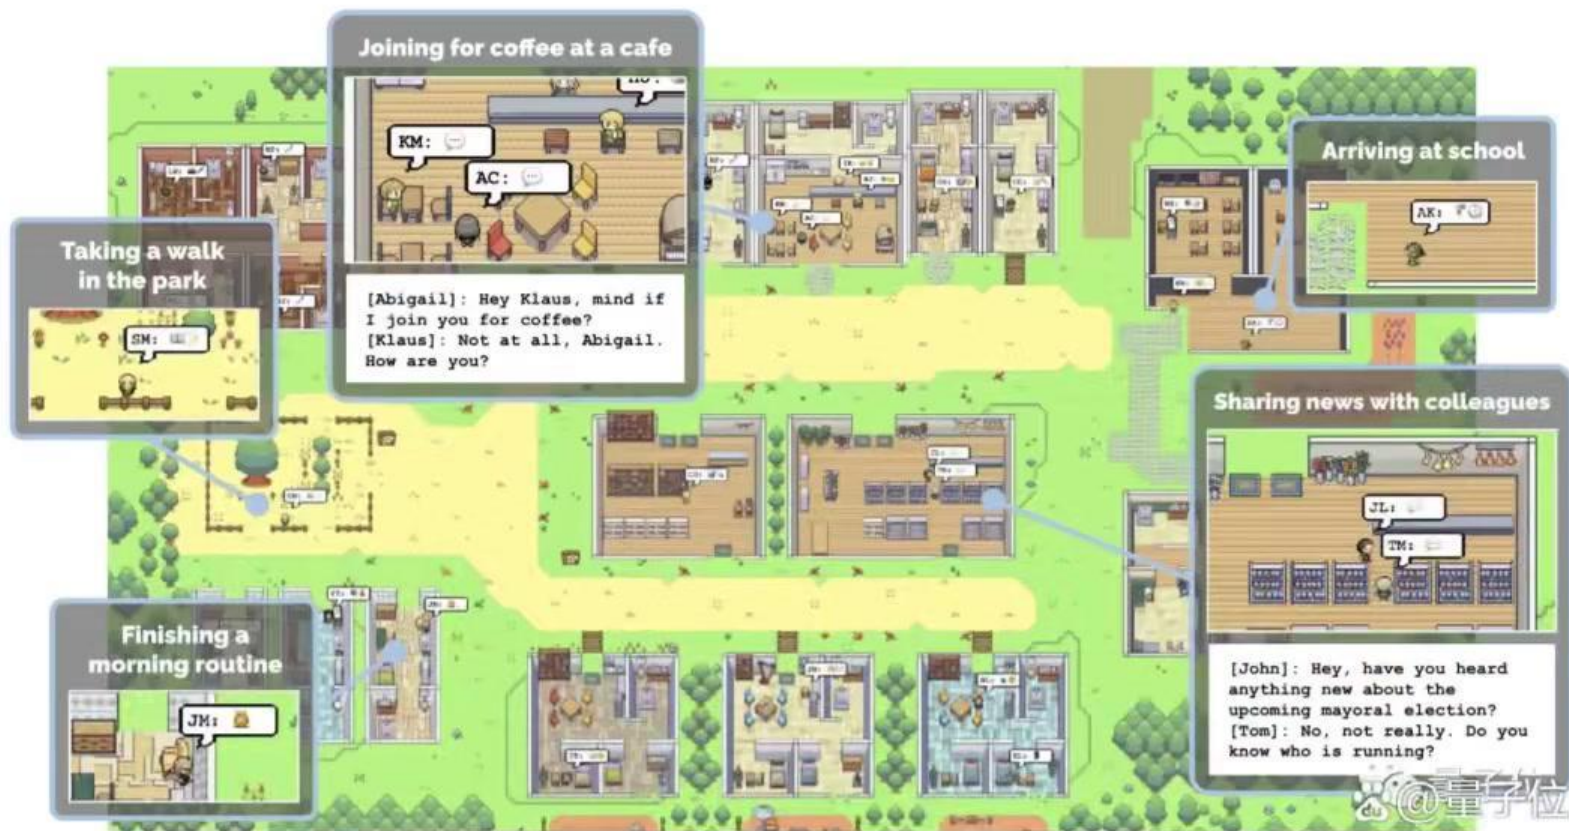 Joining for coffee at a cafe
KM:
AC:
[Abigail]: Hey Klaus, mind if
I join you for coffee?
[Klaus]: Not at all, Abigail.
How are you?
Arriving at school
AK:
Taking a walk
in the park
SM:
Sharing news with colleagues
JL:
TM:
[John]: Hey, have you heard
anything new about the
upcoming mayoral election?
[Tom]: No, not really. Do you
know who is running?
Finishing a
morning routine
JM:
@量子位